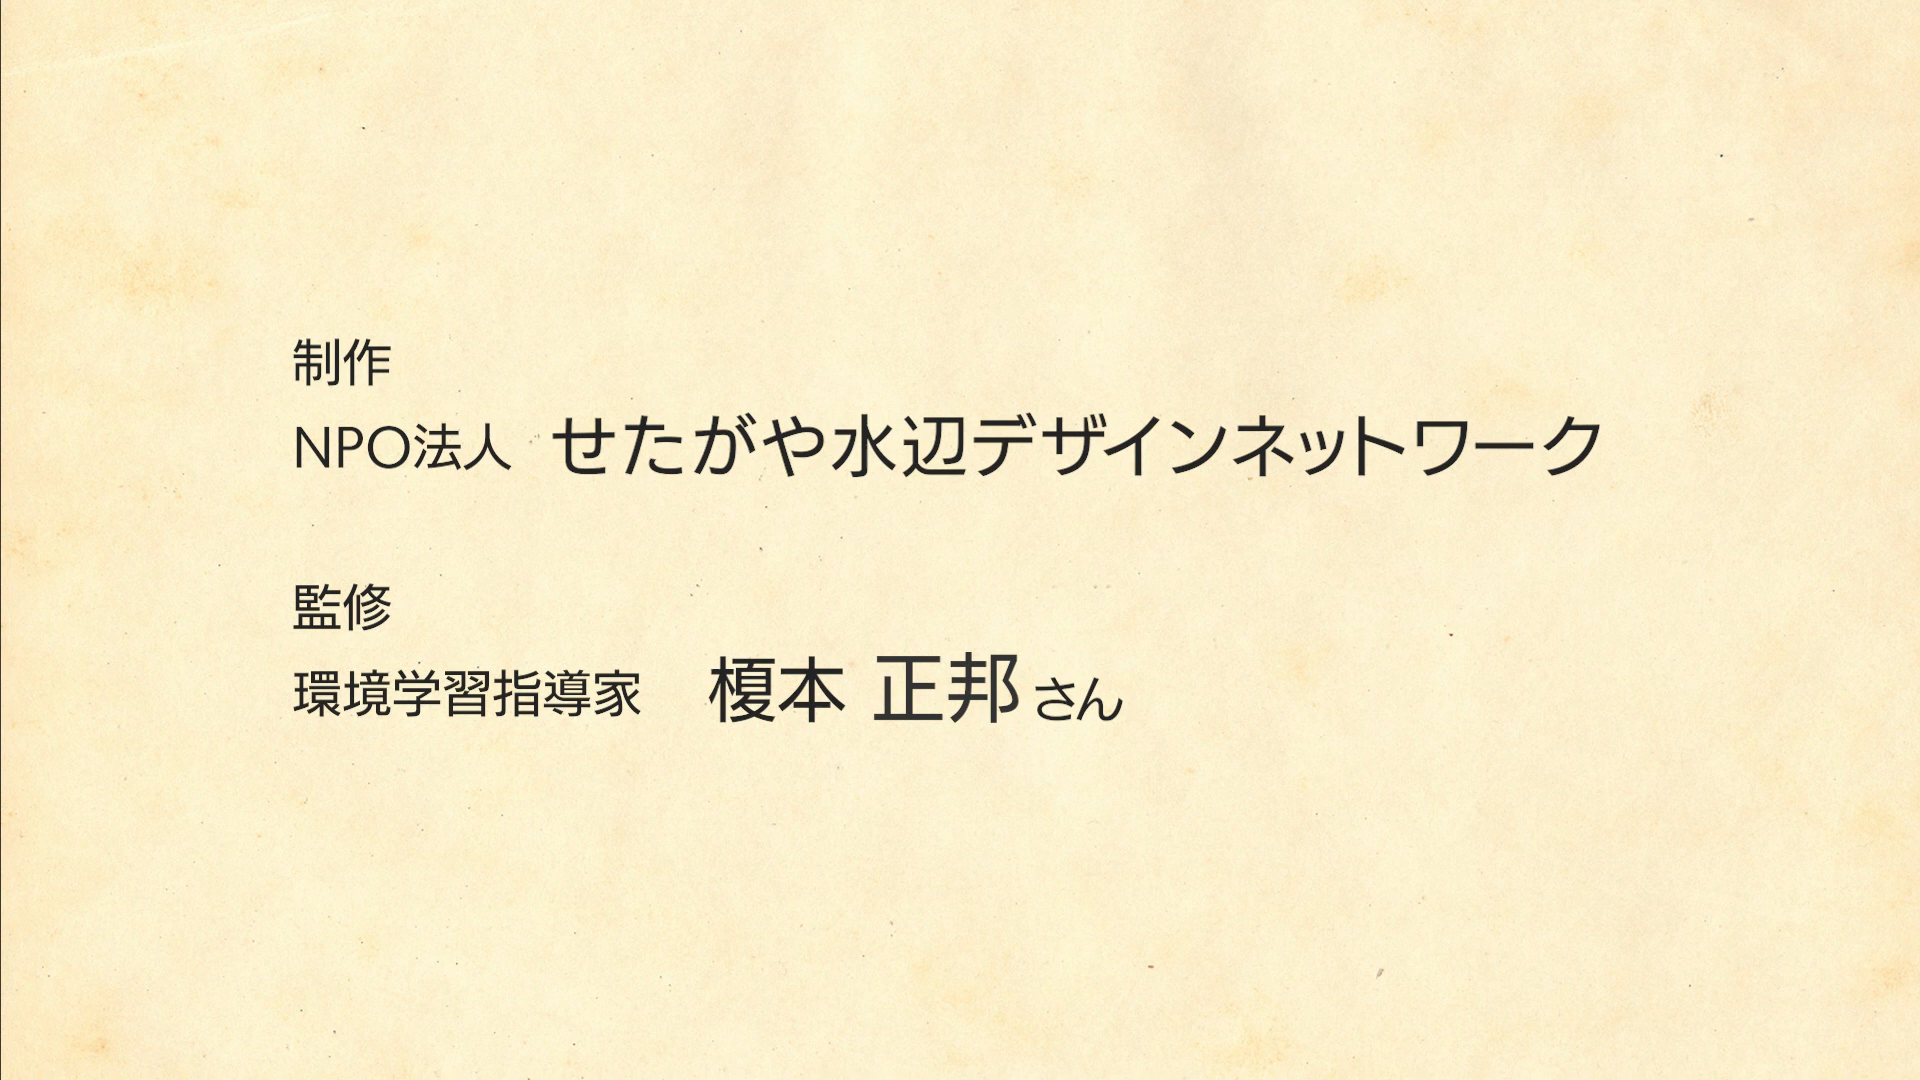 制作
NPO法人 せたがや水辺デザインネットワーク
監修
環境学習指導家 榎本 正邦 さん